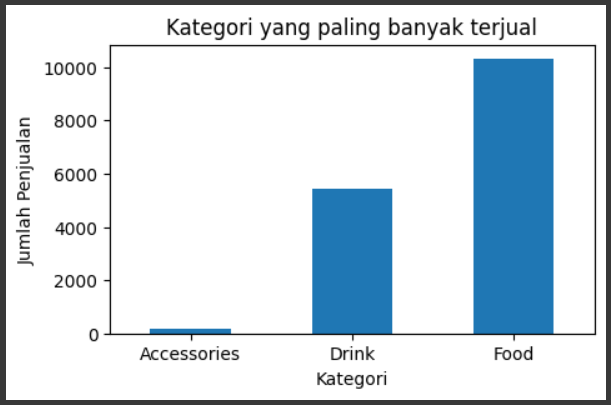 Kategori yang paling banyak terjual
Jumlah Penjualan
10000
8000
6000
4000
2000
0
Accessories Drink Food
Kategori